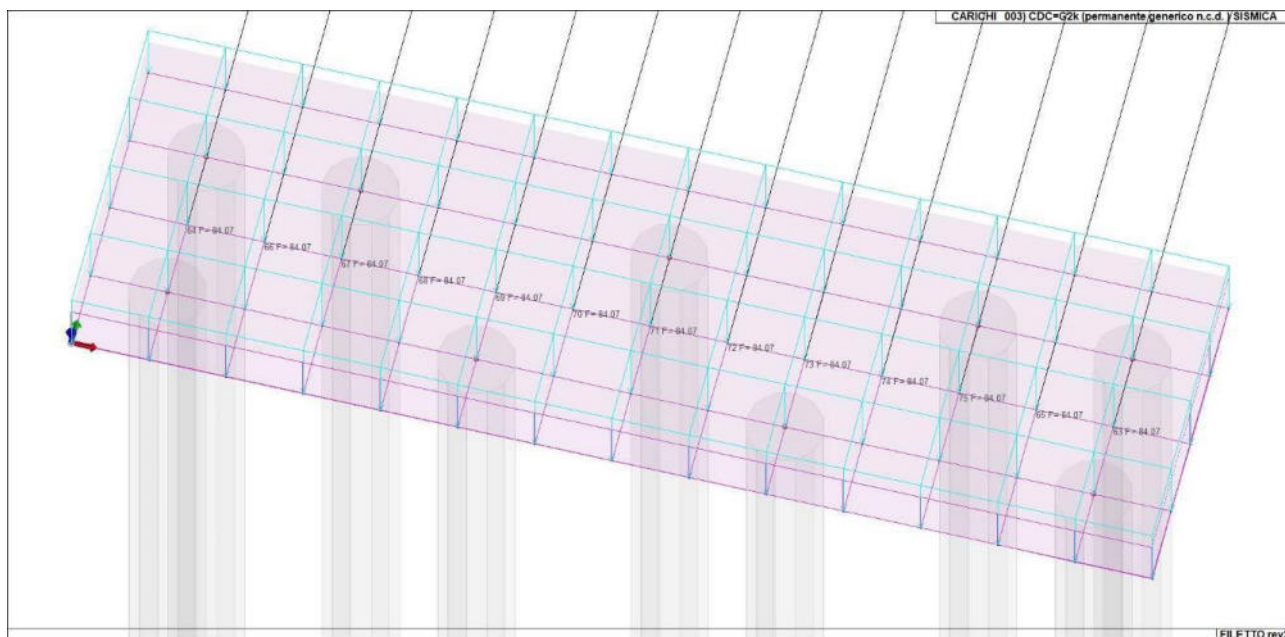 CARICHI 003) CDC=G2k (permanente generico n.c.d. ) SISMICA
64 F= 84.07
66 F= 84.07
67 F= 84.07
68 F= 84.07
69 F= 84.07
70 F= 84.07
71 F= 84.07
72 F= 84.07
73 F= 84.07
74 F= 84.07
75 F= 84.07
65 F= 84.07
63 F= 84.07
FILETTO rev